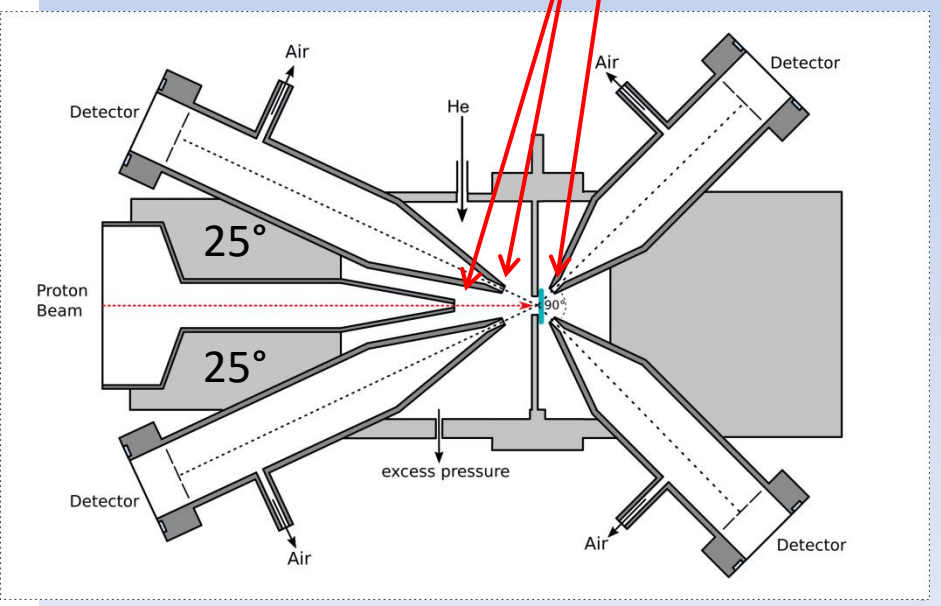 Air
Air
Detector
Detector
He
25°
Proton
Beam
90°
25°
excess pressure
Detector
Air
Air
Detector